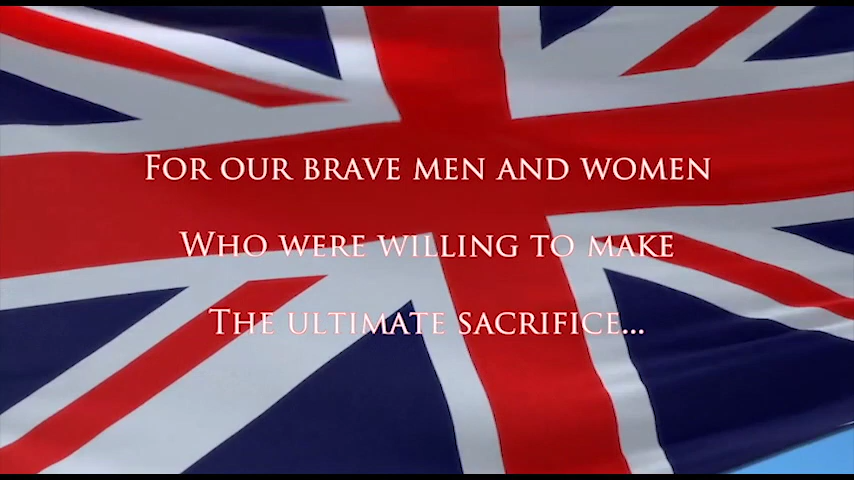 For our brave men and women
Who were willing to make
The ultimate sacrifice...